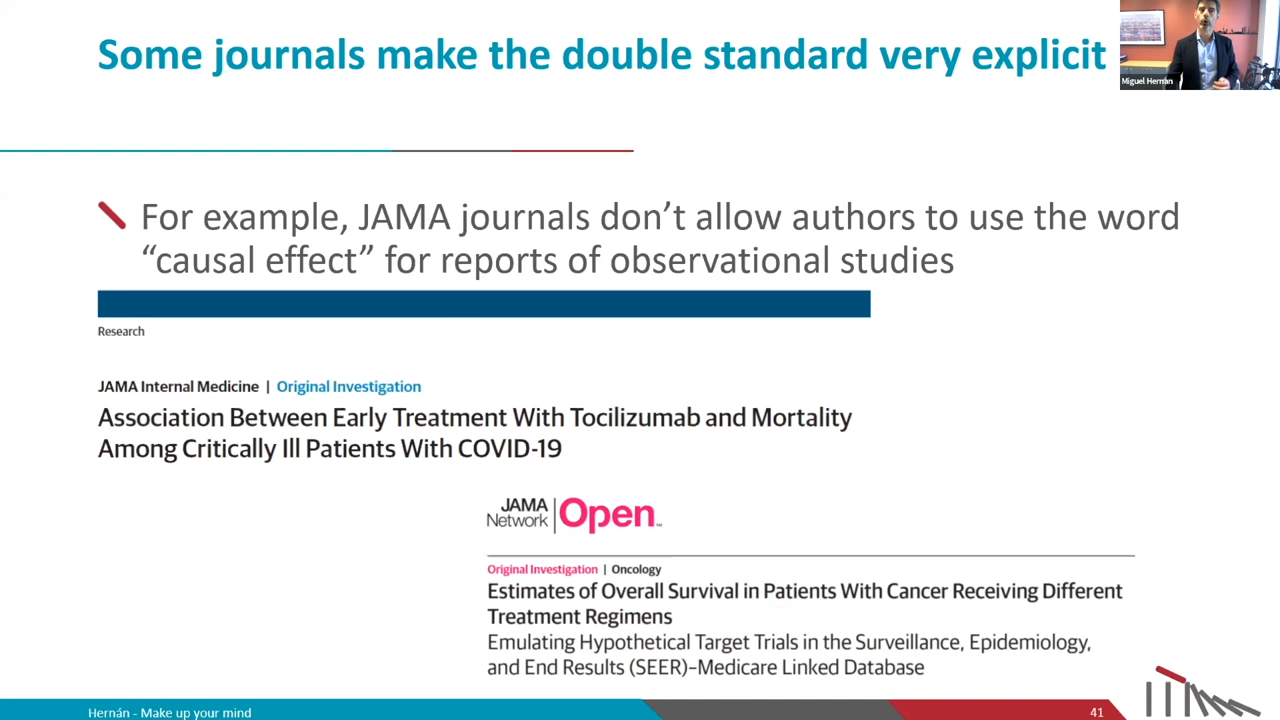 Some journals make the double standard very explicit
Miguel Hernan
For example, JAMA journals don’t allow authors to use the word
“causal effect” for reports of observational studies
Research
JAMA Internal Medicine | Original Investigation
Association Between Early Treatment With Tocilizumab and Mortality
Among Critically Ill Patients With COVID-19
JAMA
Network | Open™
Original Investigation | Oncology
Estimates of Overall Survival in Patients With Cancer Receiving Different
Treatment Regimens
Emulating Hypothetical Target Trials in the Surveillance, Epidemiology,
and End Results (SEER)–Medicare Linked Database
Hernán - Make up your mind
41